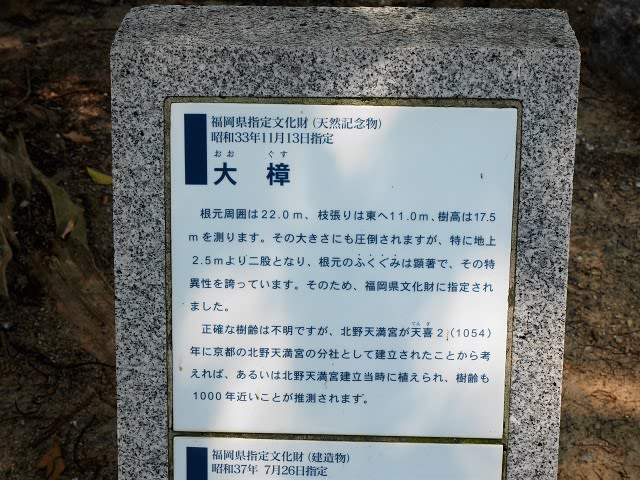 福岡県指定文化財(天然記念物)
昭和33年11月13日指定
おお ぐす
大樟
根元周囲は22.0m、枝張りは東へ11.0m、樹高は17.5
mを測ります。その大きさにも圧倒されますが、特に地上
2.5mより二股となり、根元のふくぐみは顕著で、その特
異性を誇っています。そのため、福岡県文化財に指定され
ました。
てんぎ
正確な樹齢は不明ですが、北野天満宮が天喜2(1054)
年に京都の北野天満宮の分社として建立されたことから考
えれば、あるいは北野天満宮建立当時に植えられ、樹齢も
1000年近いことが推測されます。
福岡県指定文化財(建造物)
昭和37年 7月26日指定